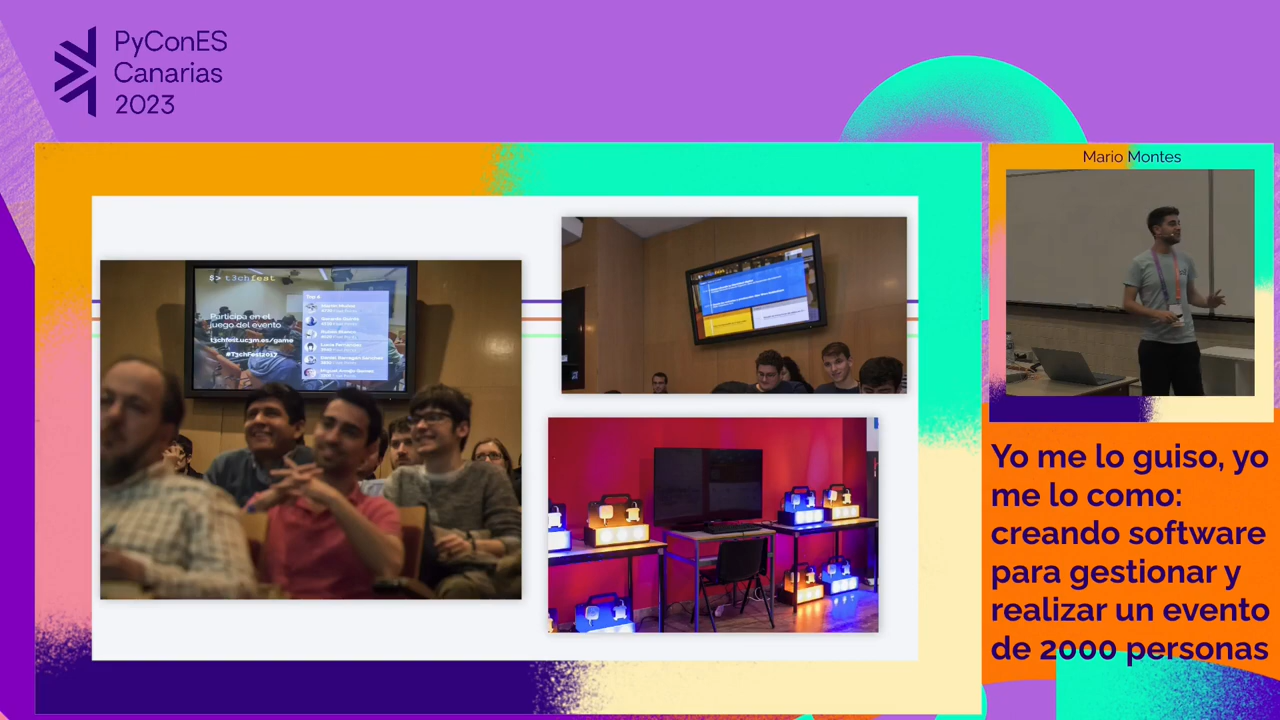 PyConES
Canarias
2023
Mario Montes
$> t3chfest
Participa en el
juego del evento
t3chfest.uc3m.es/game
#T3chFest2017
Top 6
Yo me lo guiso, yo
me lo como:
creando software
para gestionar y
realizar un evento
de 2000 personas